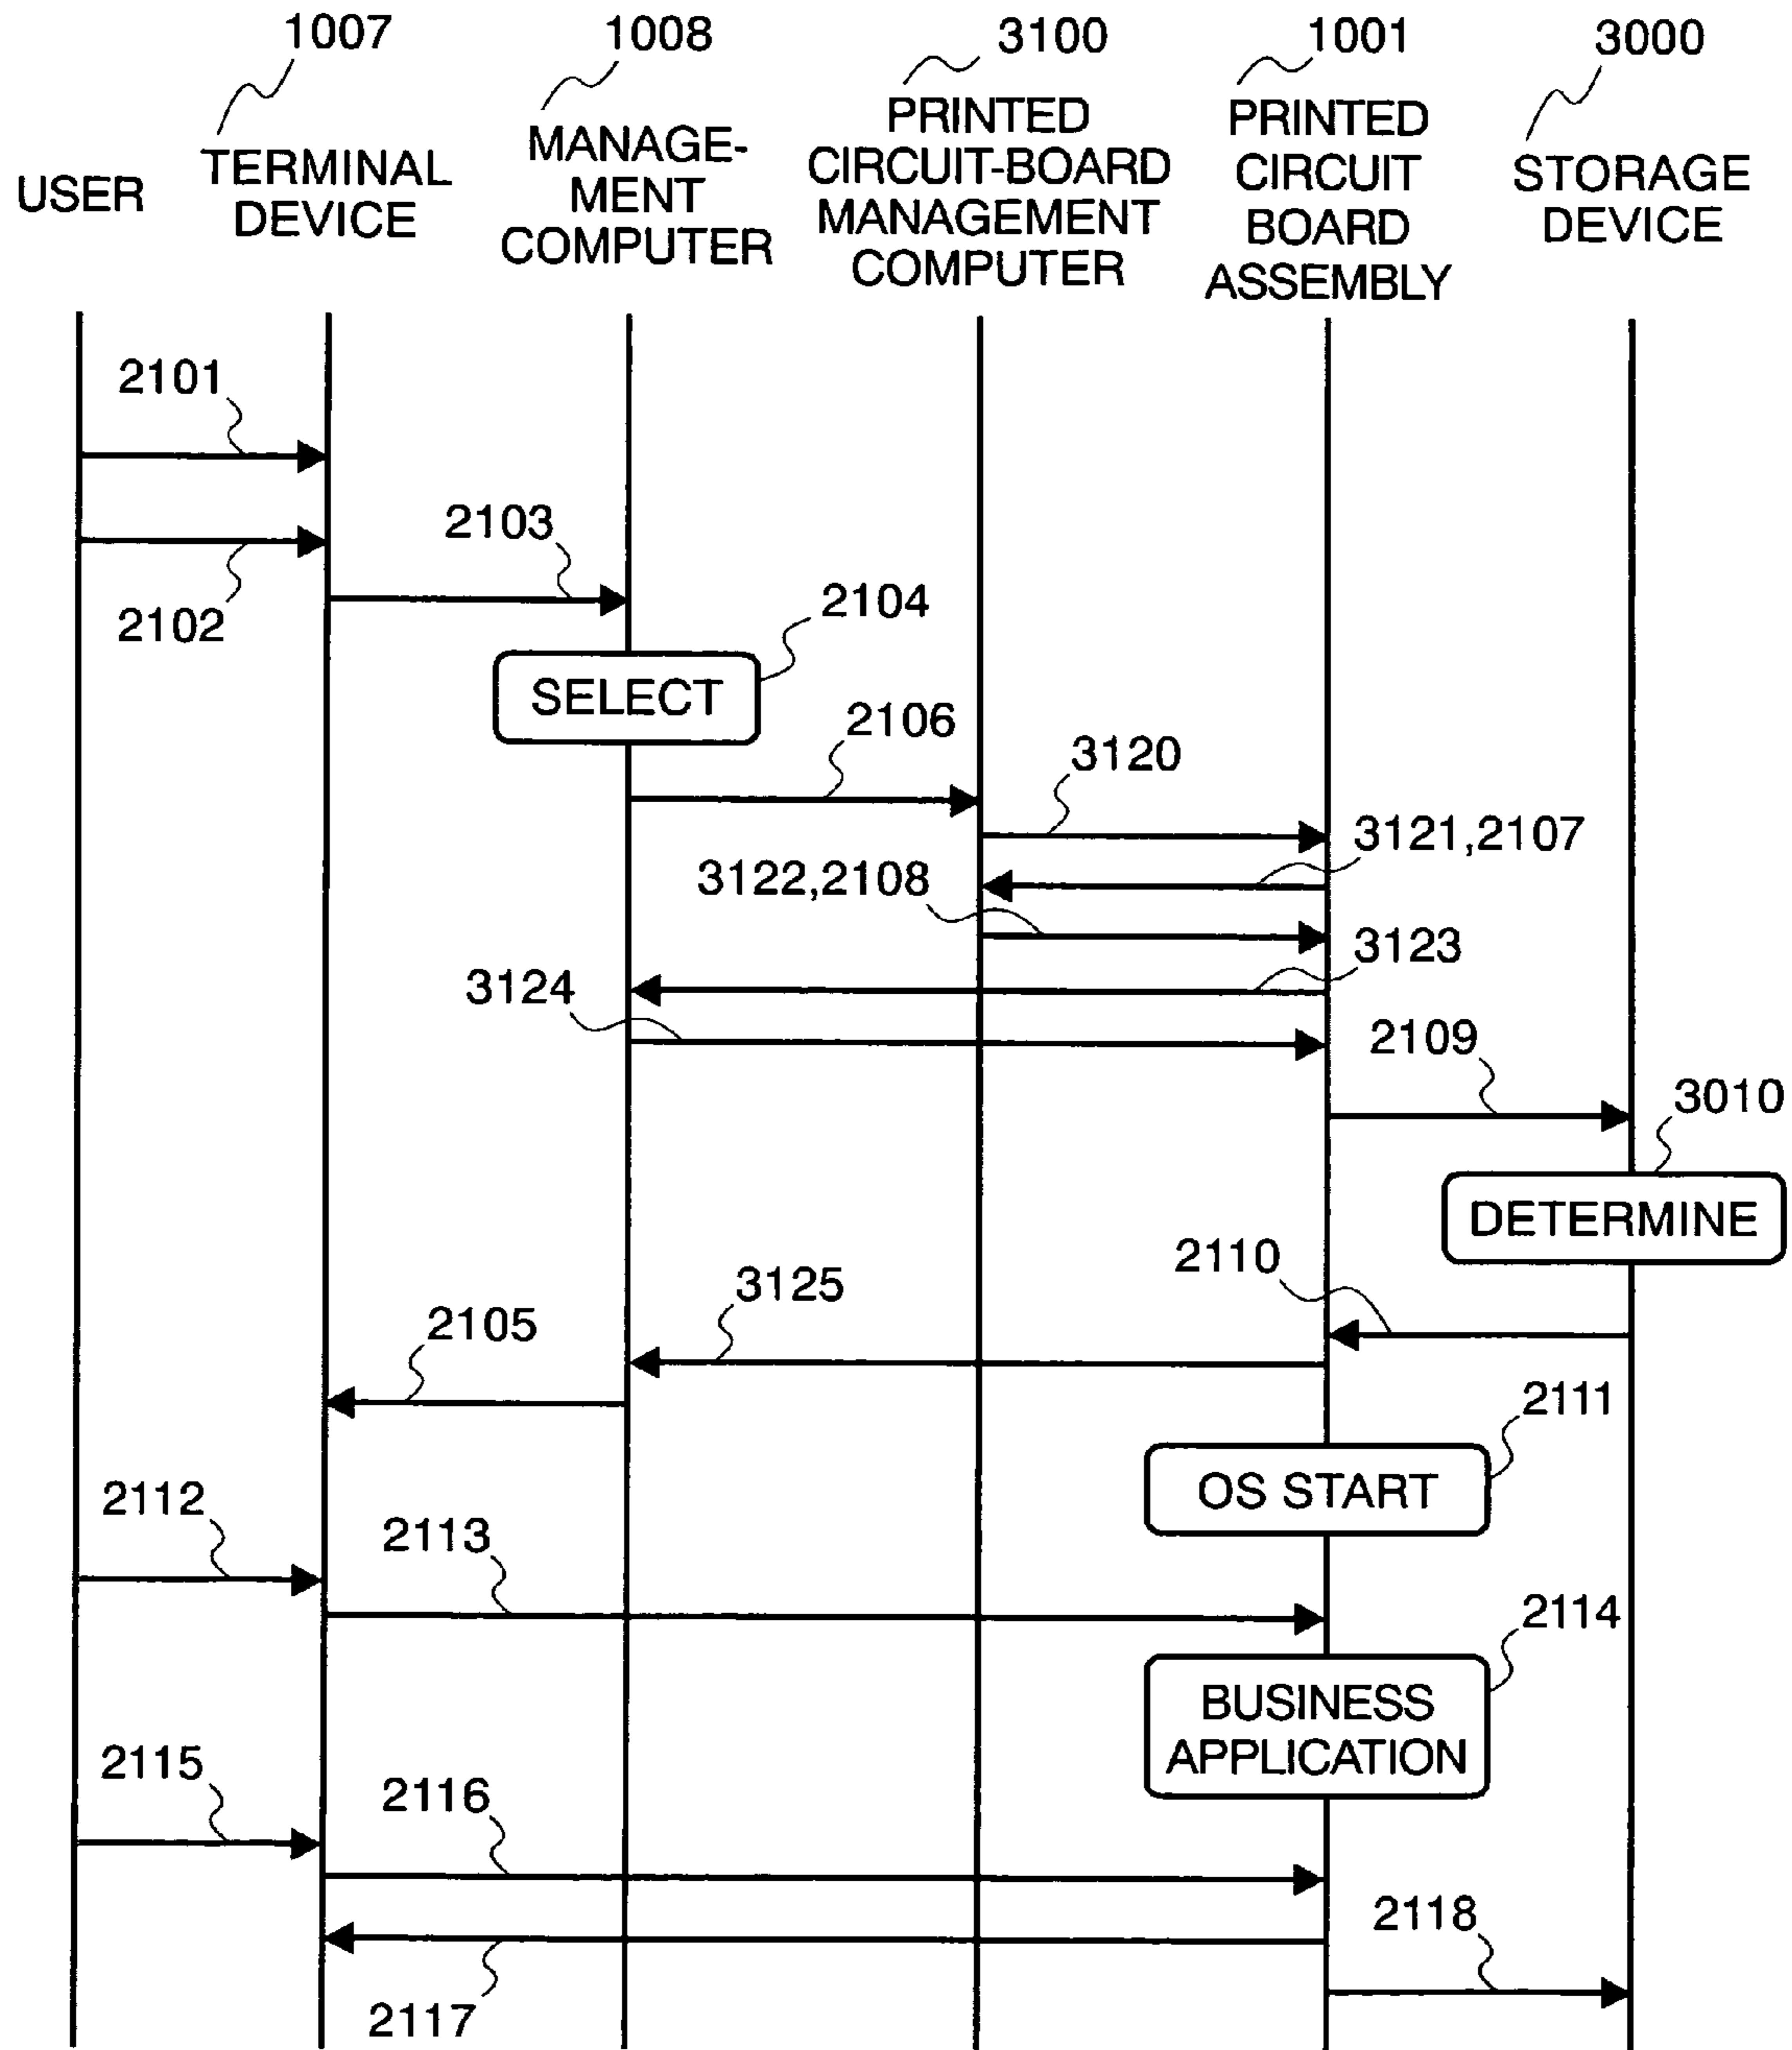 1007
1008
3100
1001
3000
USER
TERMINAL
DEVICE
MANAGE-
MENT
COMPUTER
PRINTED
CIRCUIT-BOARD
MANAGEMENT
COMPUTER
PRINTED
CIRCUIT
BOARD
ASSEMBLY
STORAGE
DEVICE
2101
2102
2103
2104
SELECT
2106
3120
3121,2107
3122,2108
3123
3124
2109
3010
DETERMINE
2110
3125
2105
2111
OS START
2112
2113
2114
BUSINESS
APPLICATION
2115
2116
2117
2118